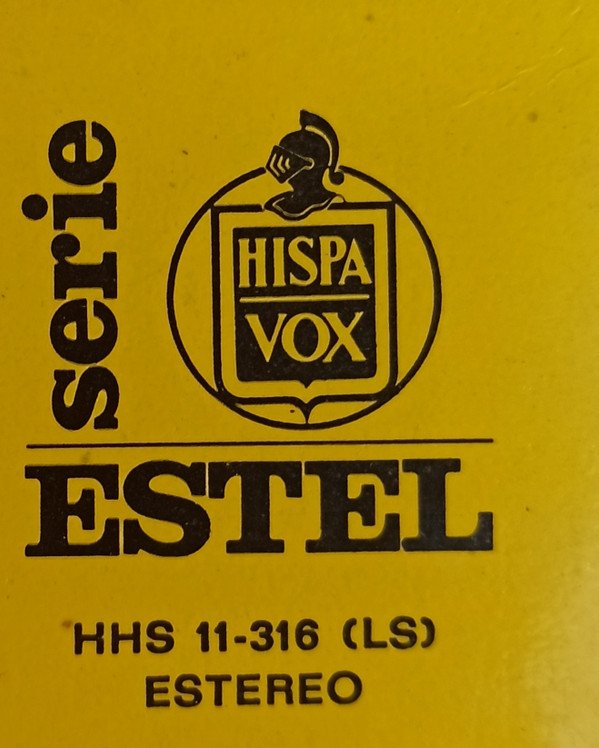 serie
HISPA
VOX
ESTEL
HHS 11-316 (LS)
ESTEREO